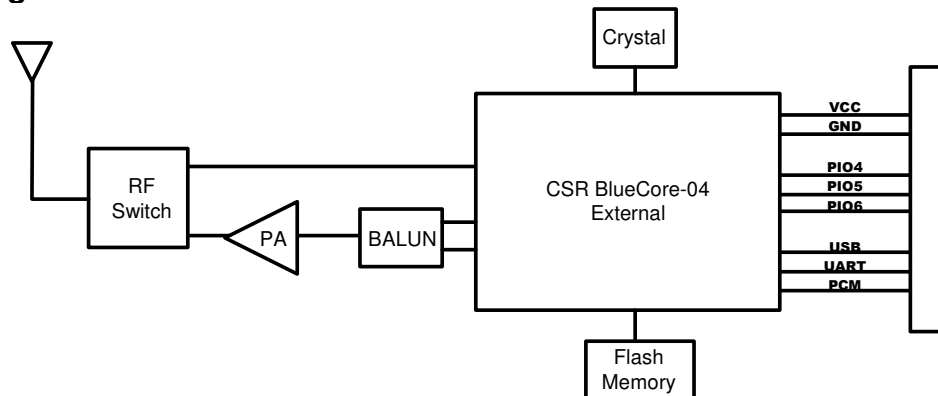 g
Crystal
VCC
GND
RF
Switch
PIO4
CSR BlueCore-04
External
PIO5
PIO6
PA
BALUN
USB
UART
PCM
Flash
Memory